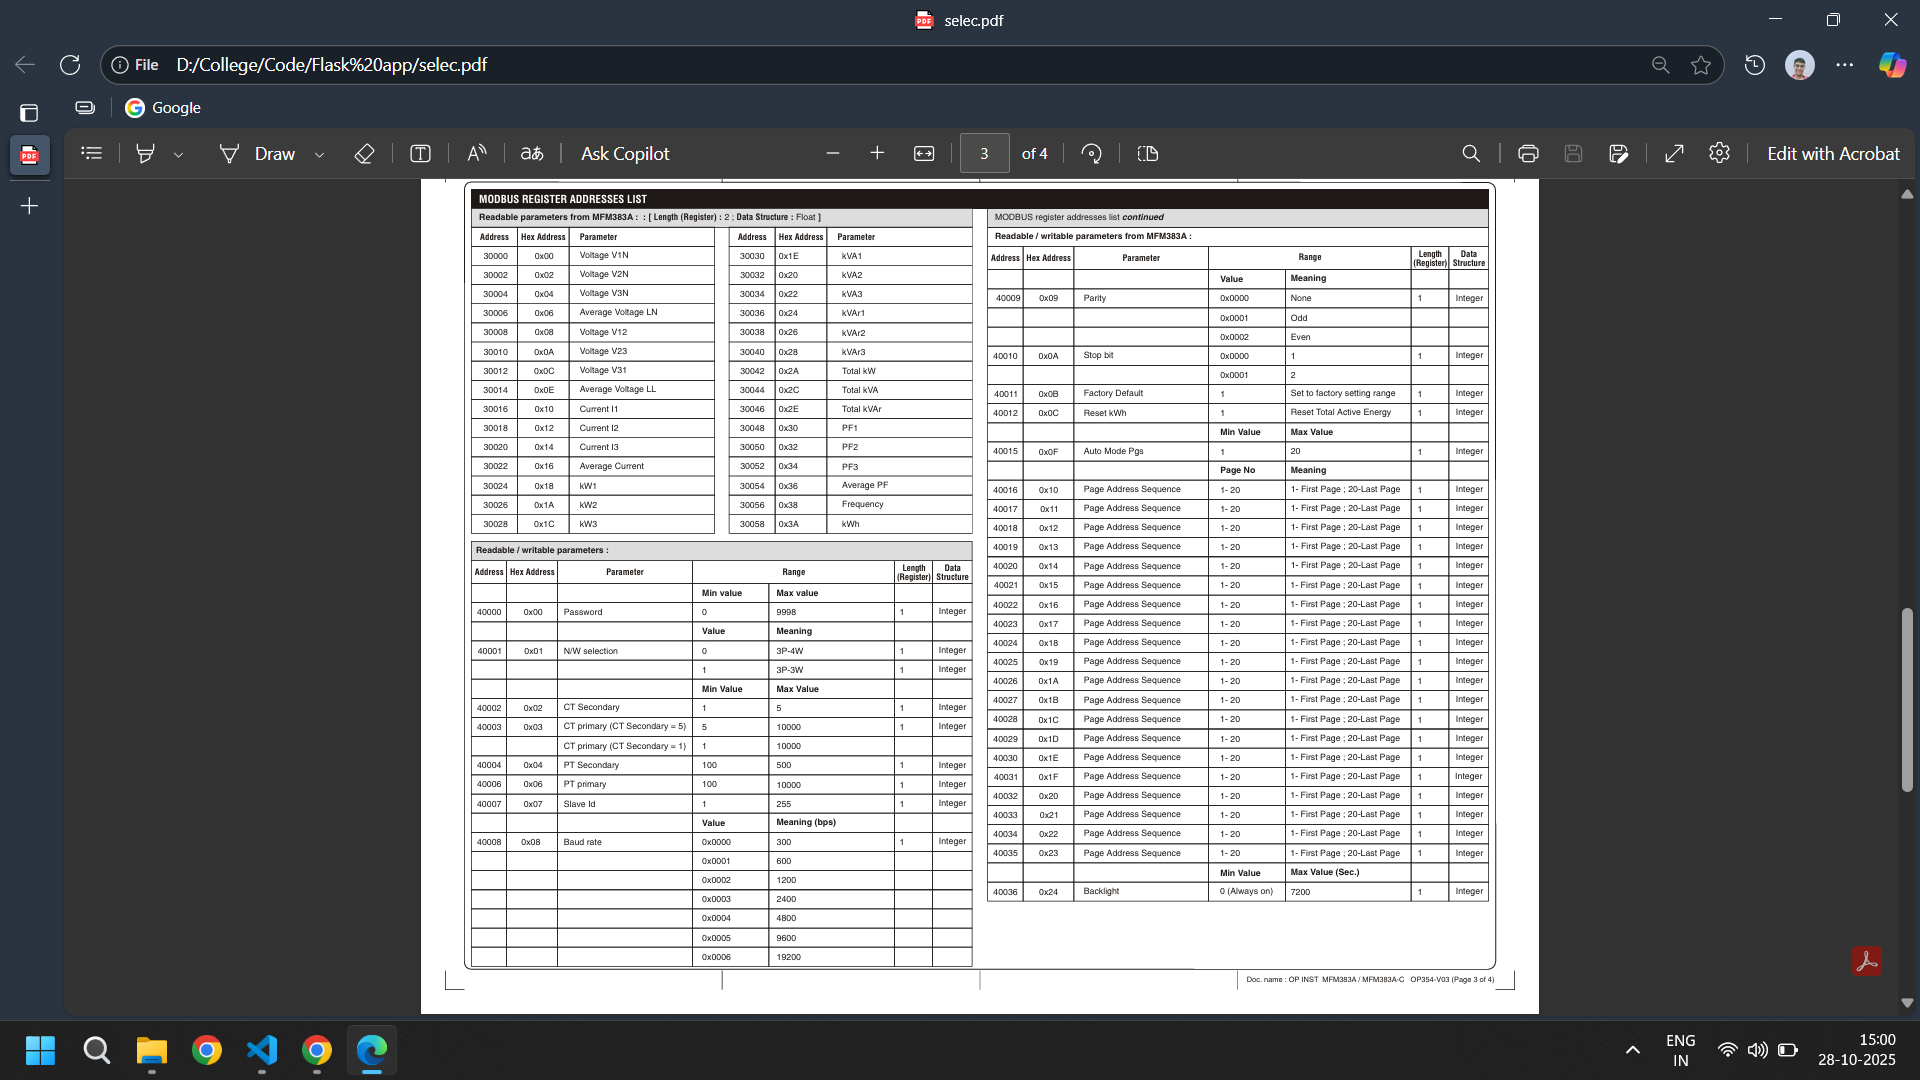 selec.pdf
File D:/College/Code/Flask%20app/selec.pdf
Google
Draw aあ Ask Copilot 3 of 4 Edit with Acrobat
MODBUS REGISTER ADDRESSES LIST
Readable parameters from MFM383A : : [ Length (Register) : 2 ; Data Structure : Float ]
Address Hex Address Parameter Address Hex Address Parameter
30000 0x00 Voltage V1N 30030 0x1E kVA1
30002 0x02 Voltage V2N 30032 0x20 kVA2
30004 0x04 Voltage V3N 30034 0x22 kVA3
30006 0x06 Average Voltage LN 30036 0x24 kVAr1
30008 0x08 Voltage V12 30038 0x26 kVAr2
30010 0x0A Voltage V23 30040 0x28 kVAr3
30012 0x0C Voltage V31 30042 0x2A Total kW
30014 0x0E Average Voltage LL 30044 0x2C Total kVA
30016 0x10 Current I1 30046 0x2E Total kVAr
30018 0x12 Current I2 30048 0x30 PF1
30020 0x14 Current I3 30050 0x32 PF2
30022 0x16 Average Current 30052 0x34 PF3
30024 0x18 kW1 30054 0x36 Average PF
30026 0x1A kW2 30056 0x38 Frequency
30028 0x1C kW3 30058 0x3A kWh
Readable / writable parameters :
Address Hex Address Parameter Range Length (Register) Data Structure
Min value Max value
40000 0x00 Password 0 9998 1 Integer
Value Meaning
40001 0x01 N/W selection 0 3P-4W 1 Integer
1 3P-3W 1 Integer
Min Value Max Value
40002 0x02 CT Secondary 1 5 1 Integer
40003 0x03 CT primary (CT Secondary = 5) 5 10000 1 Integer
CT primary (CT Secondary = 1) 1 10000
40004 0x04 PT Secondary 100 500 1 Integer
40006 0x06 PT primary 100 10000 1 Integer
40007 0x07 Slave Id 1 255 1 Integer
Value Meaning (bps)
40008 0x08 Baud rate 0x0000 300 1 Integer
0x0001 600
0x0002 1200
0x0003 2400
0x0004 4800
0x0005 9600
0x0006 19200
MODBUS register addresses list continued
Readable / writable parameters from MFM383A :
Address Hex Address Parameter Range Length (Register) Data Structure
Value Meaning
40009 0x09 Parity 0x0000 None 1 Integer
0x0001 Odd
0x0002 Even
40010 0x0A Stop bit 0x0000 1 1 Integer
0x0001 2
40011 0x0B Factory Default 1 Set to factory setting range 1 Integer
40012 0x0C Reset kWh 1 Reset Total Active Energy 1 Integer
Min Value Max Value
40015 0x0F Auto Mode Pgs 1 20 1 Integer
Page No Meaning
40016 0x10 Page Address Sequence 1- 20 1- First Page ; 20-Last Page 1 Integer
40017 0x11 Page Address Sequence 1- 20 1- First Page ; 20-Last Page 1 Integer
40018 0x12 Page Address Sequence 1- 20 1- First Page ; 20-Last Page 1 Integer
40019 0x13 Page Address Sequence 1- 20 1- First Page ; 20-Last Page 1 Integer
40020 0x14 Page Address Sequence 1- 20 1- First Page ; 20-Last Page 1 Integer
40021 0x15 Page Address Sequence 1- 20 1- First Page ; 20-Last Page 1 Integer
40022 0x16 Page Address Sequence 1- 20 1- First Page ; 20-Last Page 1 Integer
40023 0x17 Page Address Sequence 1- 20 1- First Page ; 20-Last Page 1 Integer
40024 0x18 Page Address Sequence 1- 20 1- First Page ; 20-Last Page 1 Integer
40025 0x19 Page Address Sequence 1- 20 1- First Page ; 20-Last Page 1 Integer
40026 0x1A Page Address Sequence 1- 20 1- First Page ; 20-Last Page 1 Integer
40027 0x1B Page Address Sequence 1- 20 1- First Page ; 20-Last Page 1 Integer
40028 0x1C Page Address Sequence 1- 20 1- First Page ; 20-Last Page 1 Integer
40029 0x1D Page Address Sequence 1- 20 1- First Page ; 20-Last Page 1 Integer
40030 0x1E Page Address Sequence 1- 20 1- First Page ; 20-Last Page 1 Integer
40031 0x1F Page Address Sequence 1- 20 1- First Page ; 20-Last Page 1 Integer
40032 0x20 Page Address Sequence 1- 20 1- First Page ; 20-Last Page 1 Integer
40033 0x21 Page Address Sequence 1- 20 1- First Page ; 20-Last Page 1 Integer
40034 0x22 Page Address Sequence 1- 20 1- First Page ; 20-Last Page 1 Integer
40035 0x23 Page Address Sequence 1- 20 1- First Page ; 20-Last Page 1 Integer
Min Value Max Value (Sec.)
40036 0x24 Backlight 0 (Always on) 7200 1 Integer
Doc. name : OP INST MFM383A / MFM383A-C OP354-V03 (Page 3 of 4)
ENG
IN
15:00
28-10-2025